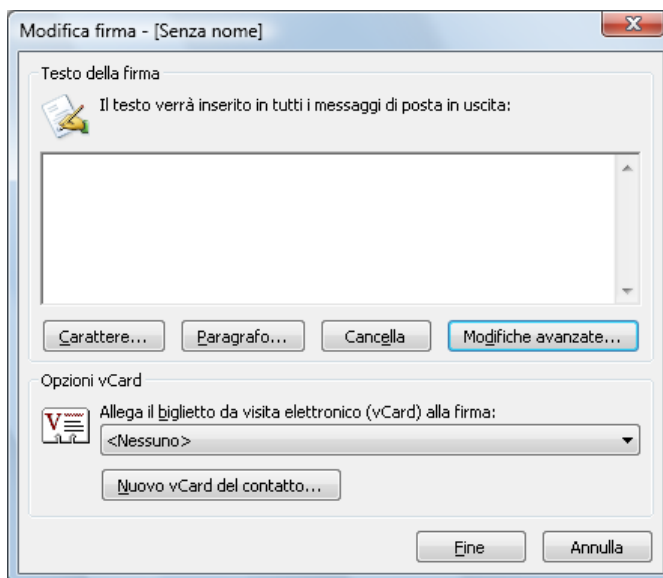 Modifica firma - [Senza nome]
Testo della firma
Il testo verrà inserito in tutti i messaggi di posta in uscita:
Carattere... Paragrafo... Cancella Modifiche avanzate...
Opzioni vCard
Allega il biglietto da visita elettronico (vCard) alla firma:
<Nessuno>
Nuovo vCard del contatto...
Fine Annulla